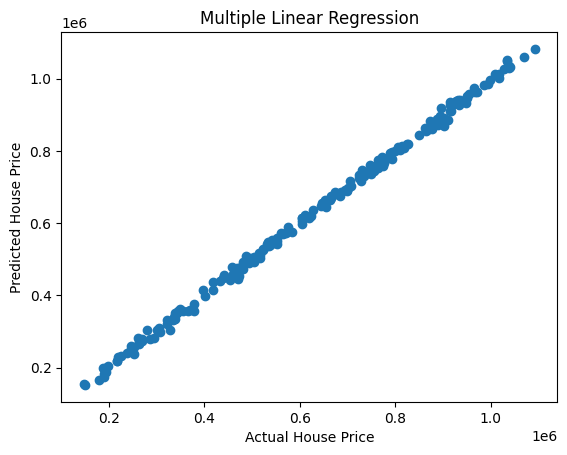 Multiple Linear Regression
1e6
1.0
0.8
0.6
0.4
0.2
Predicted House Price
0.2 0.4 0.6 0.8 1.0
1e6
Actual House Price